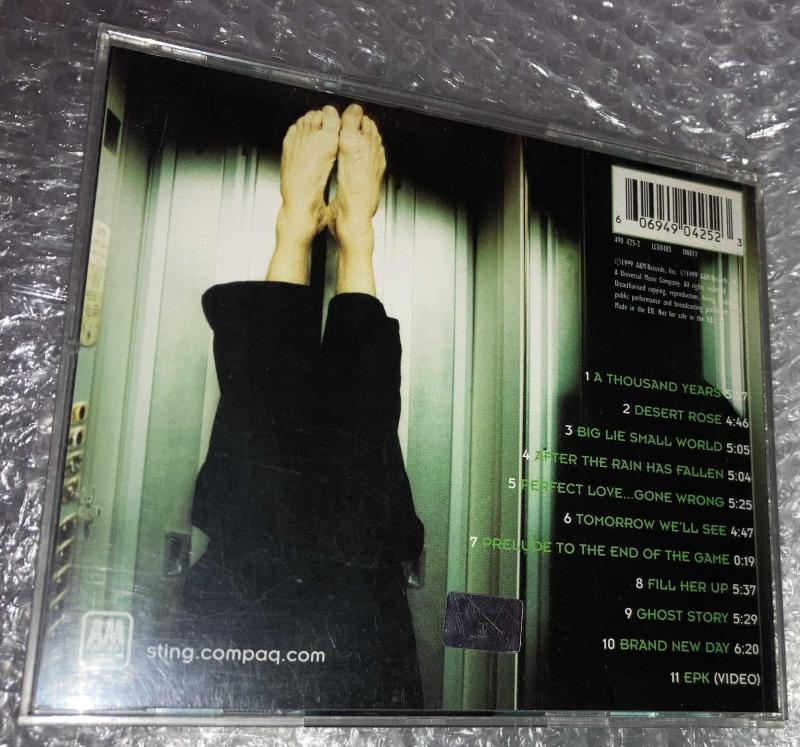 6 06949 04252 3
490 425-2 LC00485 UN811
℗1999 A&M Records, Inc. ©1999 A&M Records,
A Universal Music Company. All rights
Unauthorised copying, reproduction,
public performance and broadcasting
Made in the EU. Not for sale in the
1 A THOUSAND YEARS
2 DESERT ROSE 4:46
3 BIG LIE SMALL WORLD 5:05
4 AFTER THE RAIN HAS FALLEN 5:04
5 PERFECT LOVE...GONE WRONG 5:25
6 TOMORROW WE'LL SEE 4:47
7 PRELUDE TO THE END OF THE GAME 0:19
8 FILL HER UP 5:37
9 GHOST STORY 5:29
10 BRAND NEW DAY 6:20
11 EPK (VIDEO)
AM
sting.compaq.com